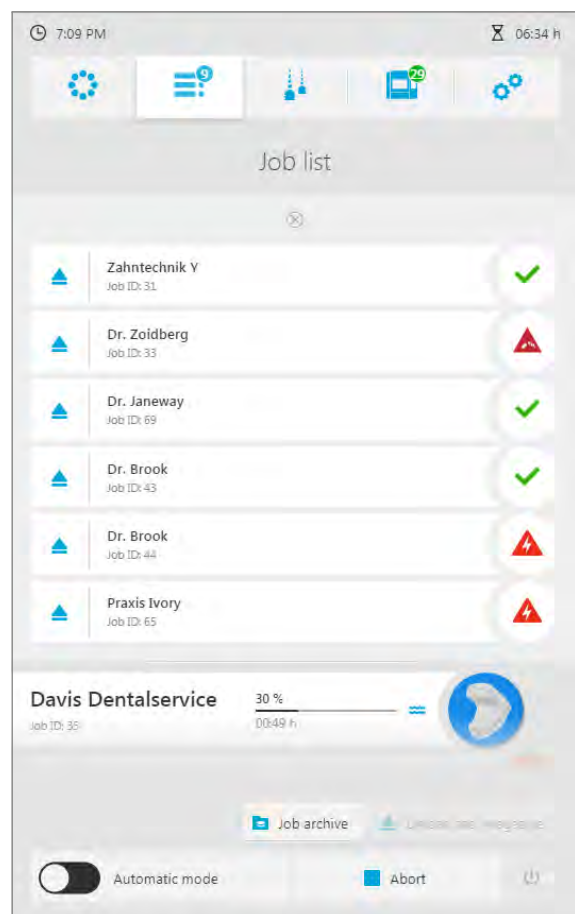 7:09 PM
06:34 h
9
29
Job list
Zahntechnik Y
Job ID: 31
Dr. Zoidberg
Job ID: 33
Dr. Janeway
Job ID: 69
Dr. Brook
Job ID: 43
Dr. Brook
Job ID: 44
Praxis Ivory
Job ID: 65
Davis Dentalservice
30 %
Job ID: 35
00:49 h
Job archive
Automatic mode
Abort